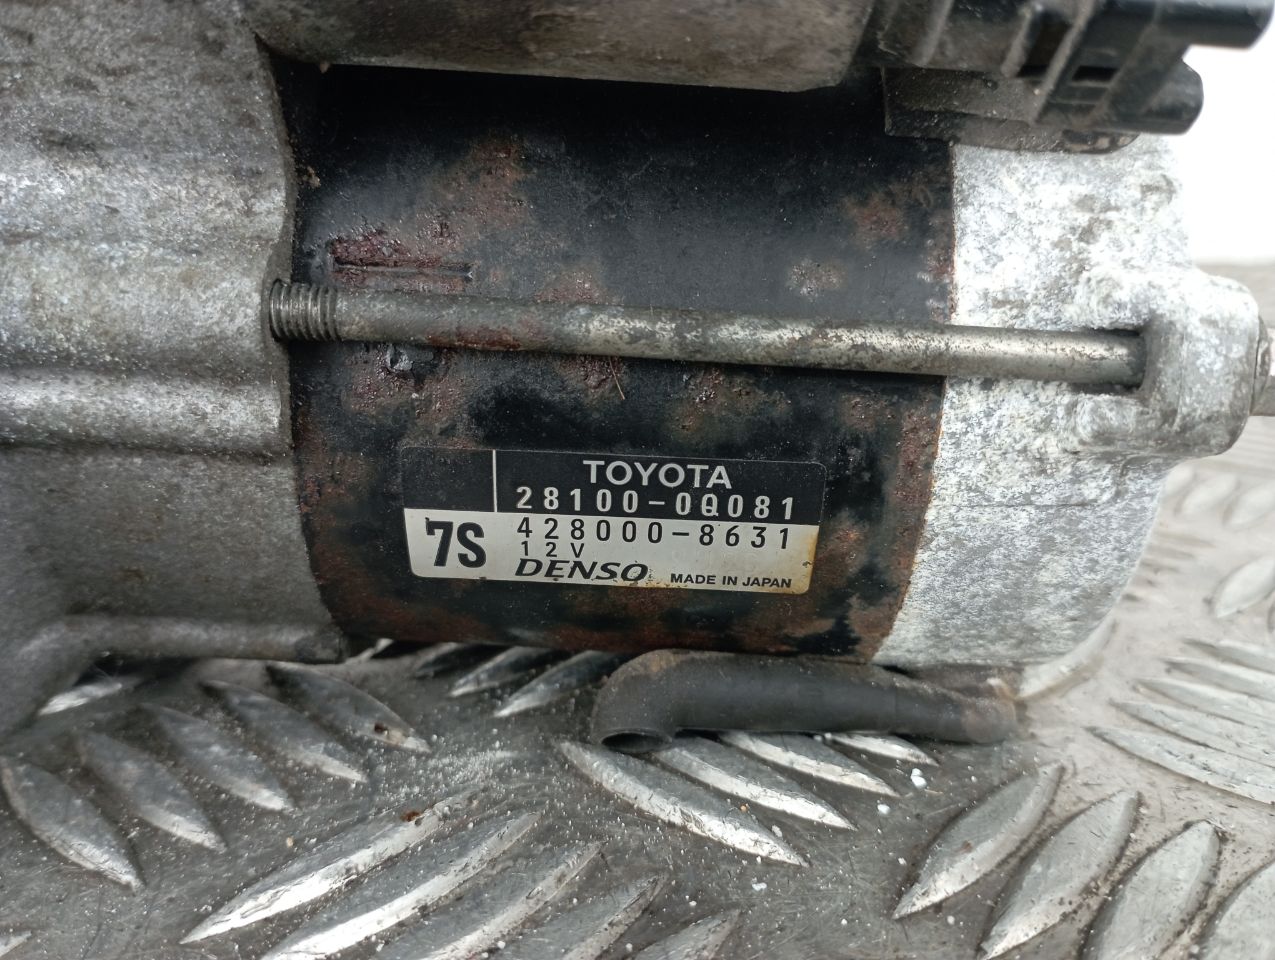 TOYOTA
28100-0Q081
7S
428000-8631
12V
DENSO MADE IN JAPAN